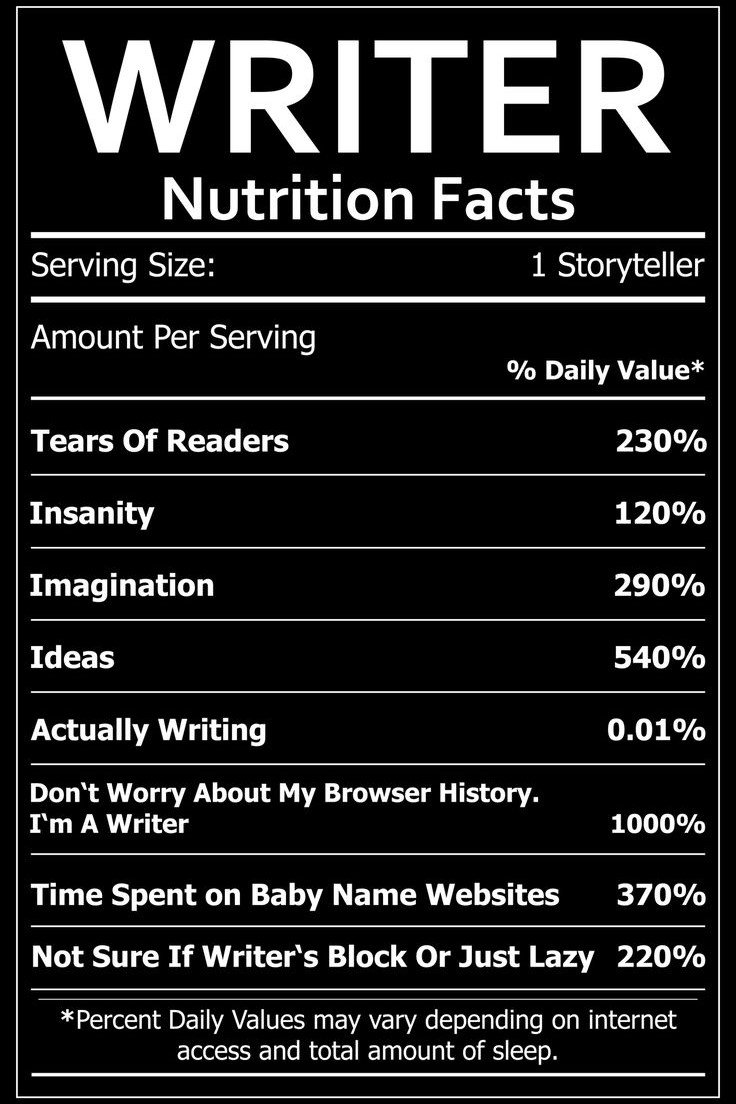 WRITER
Nutrition Facts
Serving Size: 1 Storyteller
Amount Per Serving
% Daily Value*
Tears Of Readers 230%
Insanity 120%
Imagination 290%
Ideas 540%
Actually Writing 0.01%
Don‘t Worry About My Browser History.
I‘m A Writer 1000%
Time Spent on Baby Name Websites 370%
Not Sure If Writer‘s Block Or Just Lazy 220%
*Percent Daily Values may vary depending on internet
access and total amount of sleep.